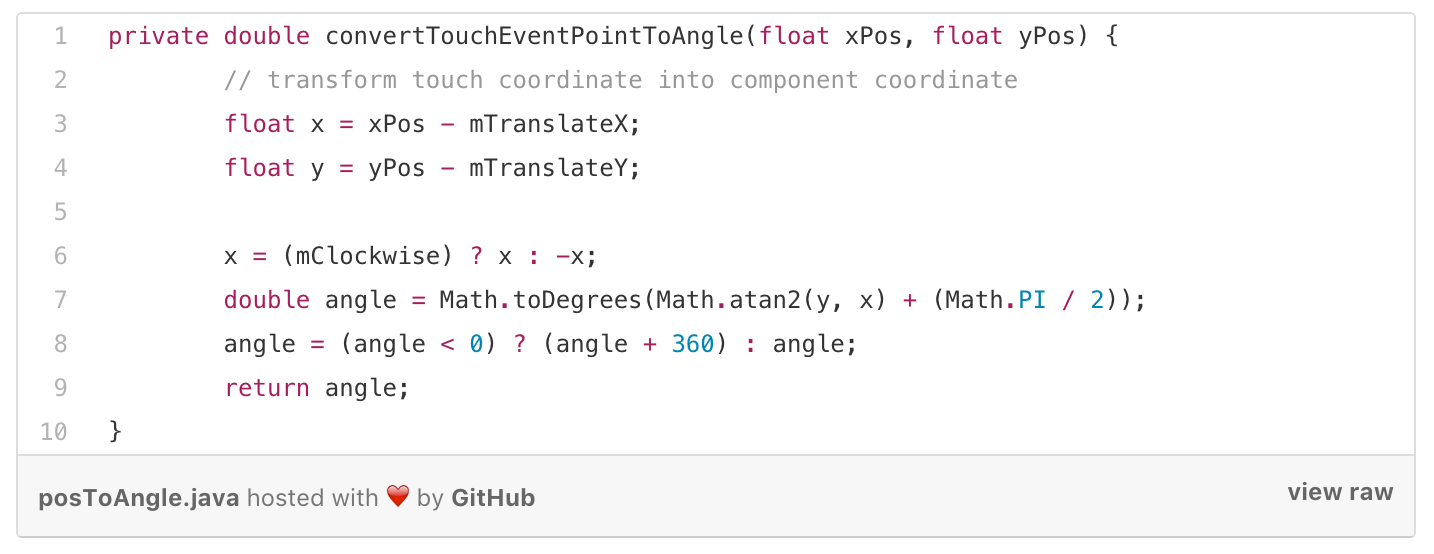 1 private double convertTouchEventPointToAngle(float xPos, float yPos) {
2 // transform touch coordinate into component coordinate
3 float x = xPos - mTranslateX;
4 float y = yPos - mTranslateY;
5
6 x = (mClockwise) ? x : -x;
7 double angle = Math.toDegrees(Math.atan2(y, x) + (Math.PI / 2));
8 angle = (angle < 0) ? (angle + 360) : angle;
9 return angle;
10 }
posToAngle.java hosted with ❤ by GitHub
view raw